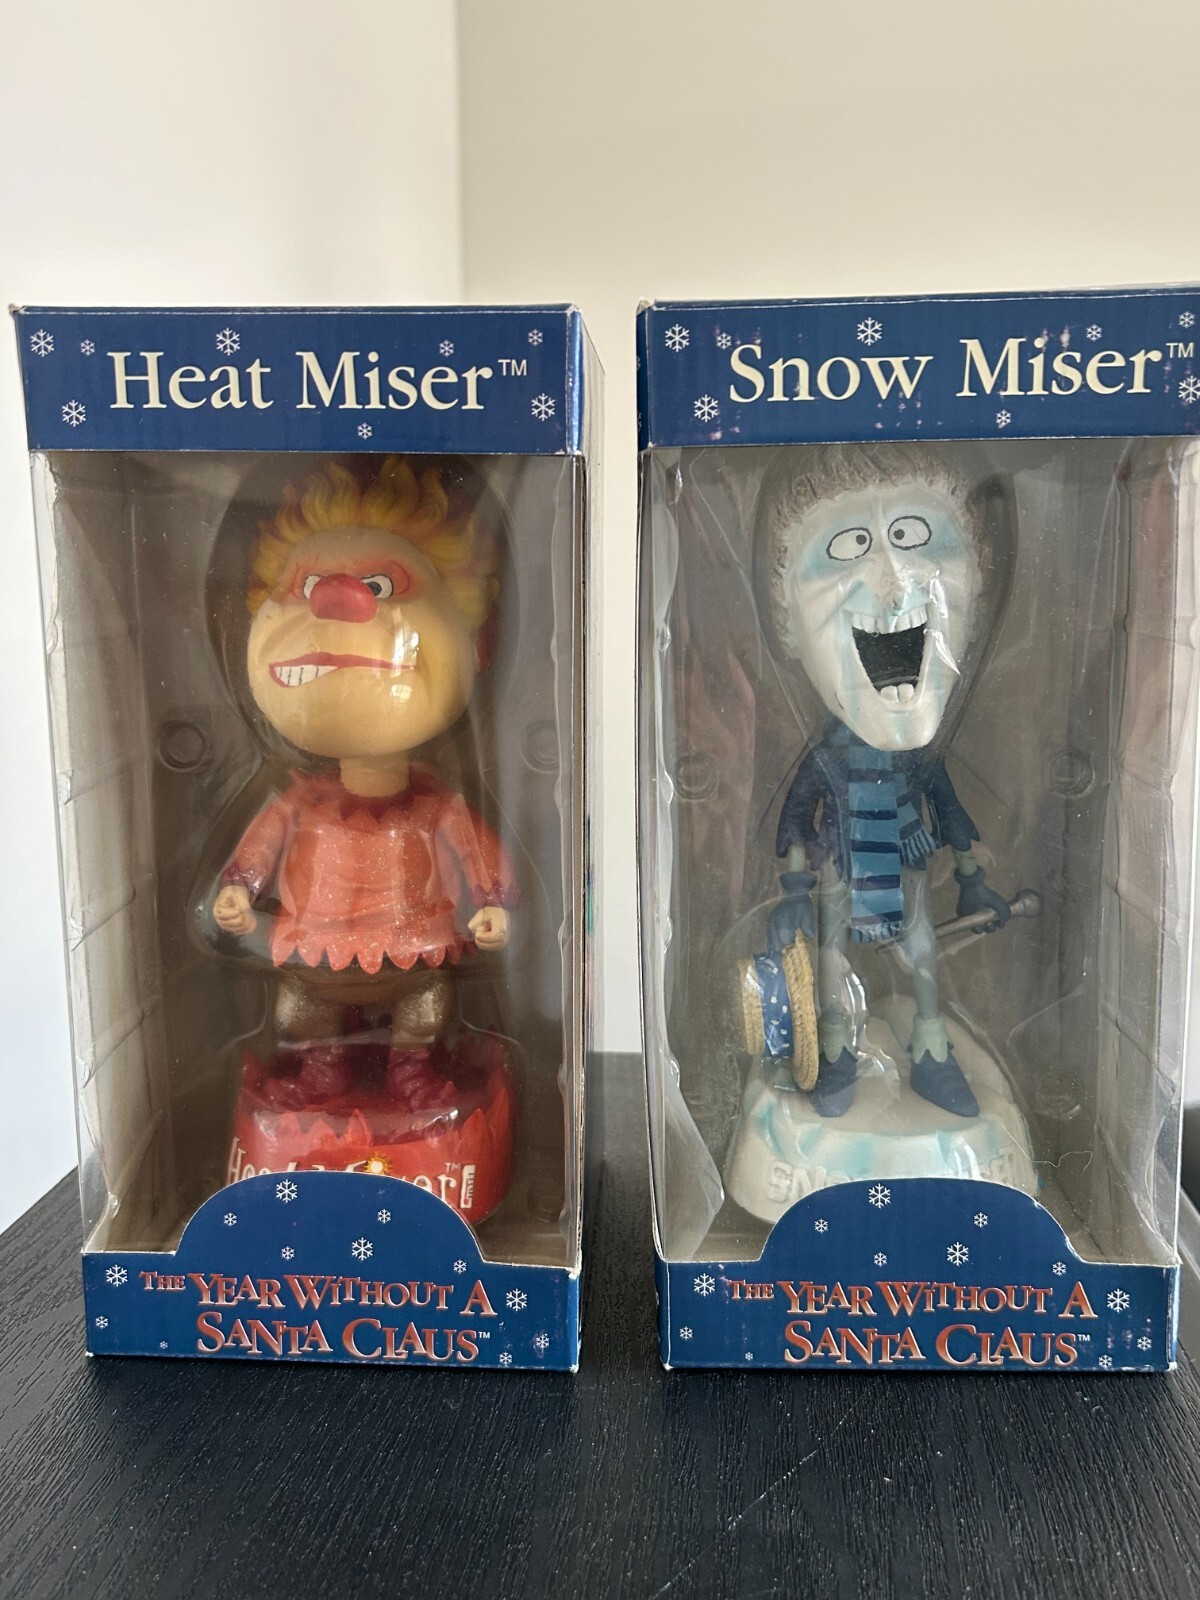 Heat Miser™
THE YEAR WITHOUT A
SANTA CLAUS™
Snow Miser™
THE YEAR WITHOUT A
SANTA CLAUS™